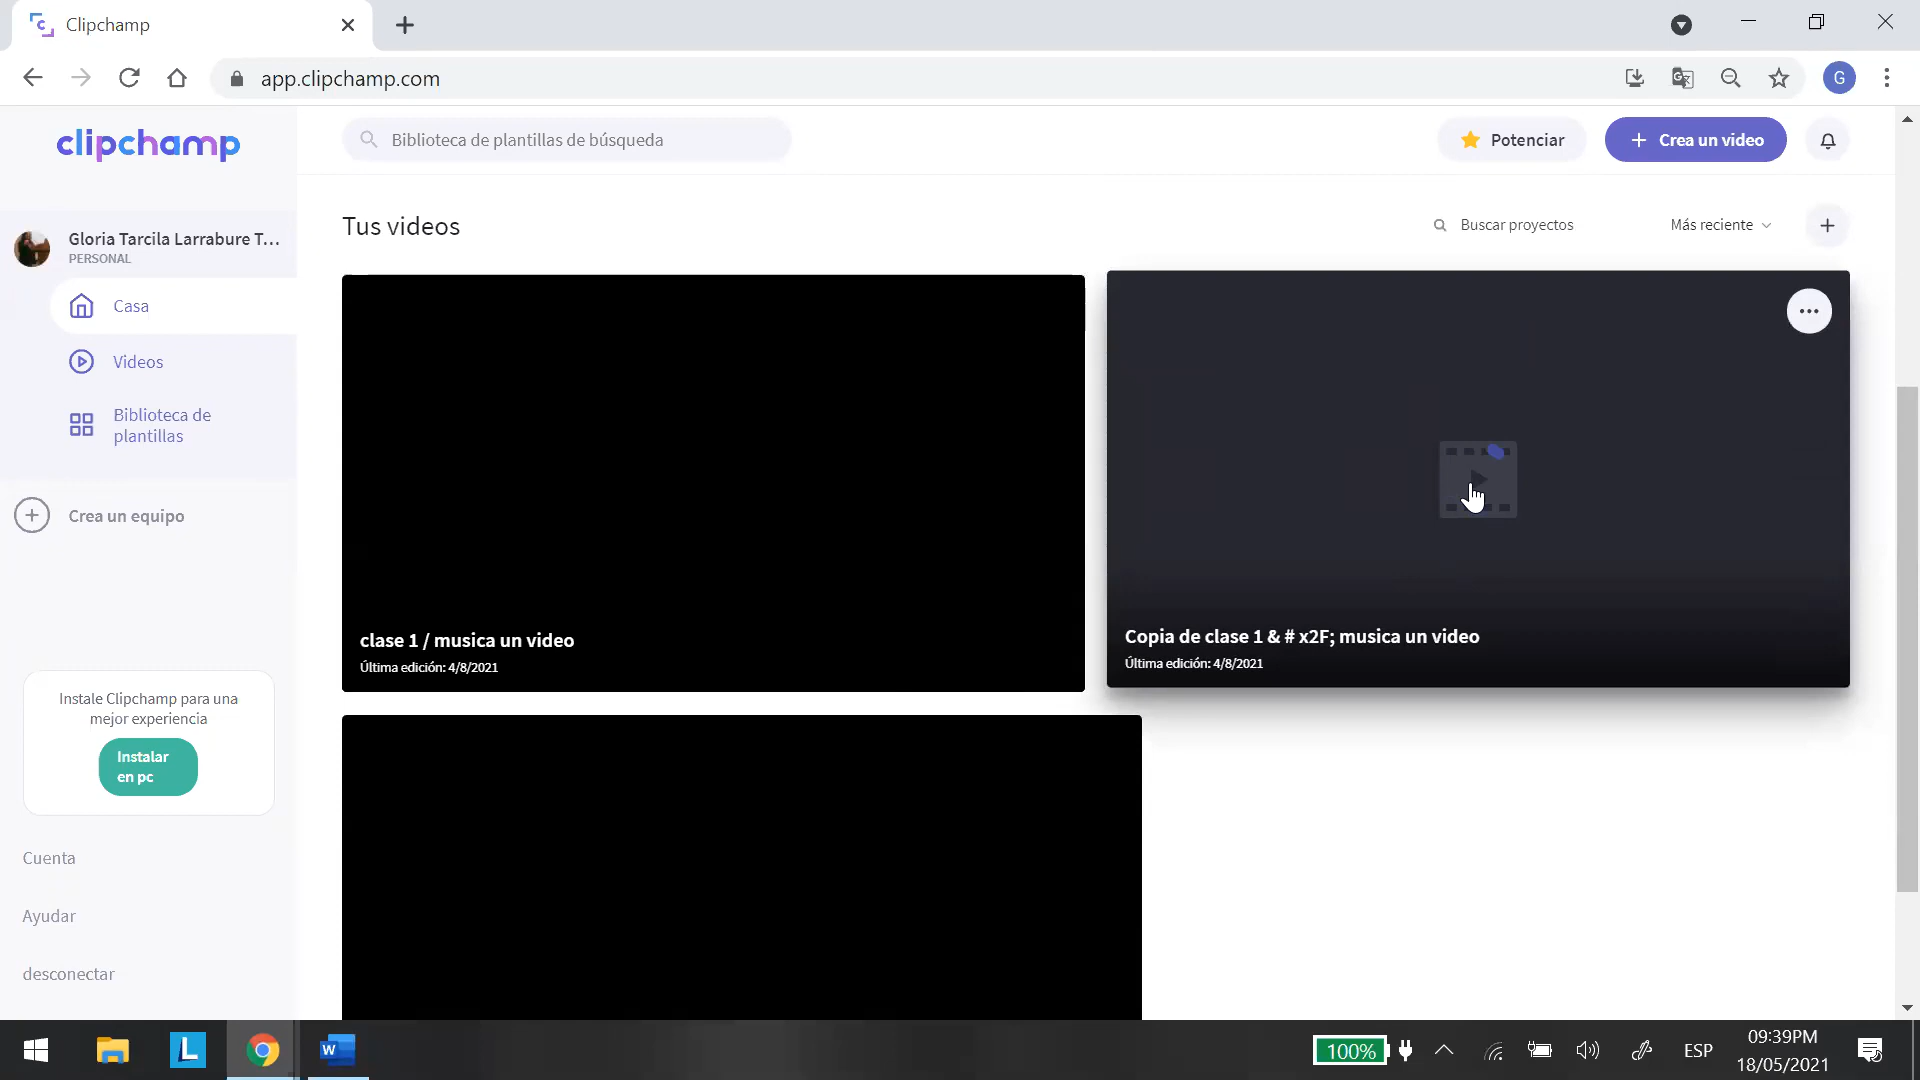 Clipchamp
app.clipchamp.com
G
clipchamp
Biblioteca de plantillas de búsqueda
Potenciar
Crea un video
Gloria Tarcila Larrabure T...
PERSONAL
Casa
Videos
Biblioteca de
plantillas
Crea un equipo
Instale Clipchamp para una
mejor experiencia
Instalar
en pc
Cuenta
Ayudar
desconectar
Tus videos
Buscar proyectos
Más reciente
clase 1 / musica un video
Última edición: 4/8/2021
Copia de clase 1 & # x2F; musica un video
Última edición: 4/8/2021
L
W
100%
ESP
09:39PM
18/05/2021